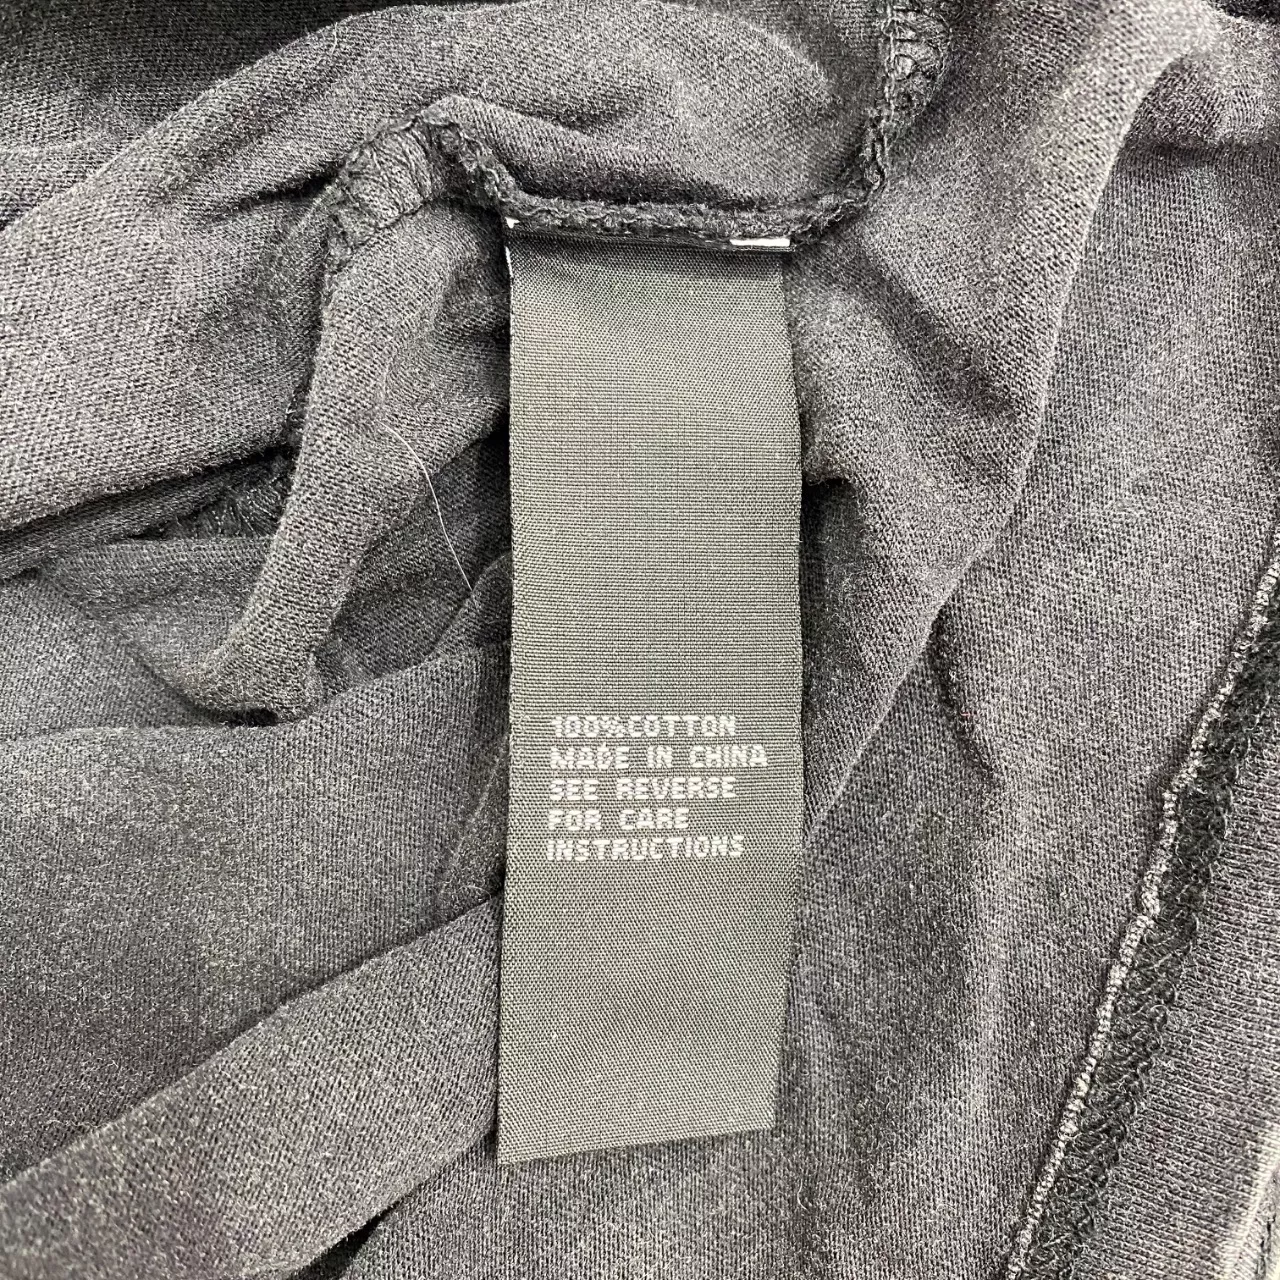 100%COTTON
MADE IN CHINA
SEE REVERSE
FOR CARE
INSTRUCTIONS